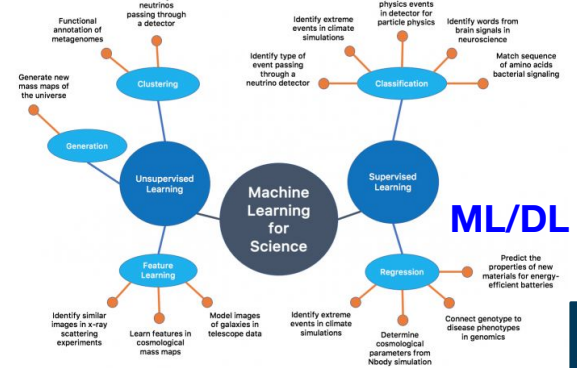 neutrinos
passing through
a detector
Functional
annotation of
metagenomes
Clustering
Generate new
mass maps of
the universe
Generation
Unsupervised
Learning
Feature
Learning
Identify similar
images in x-ray
scattering
experiments
Learn features in
cosmological
mass maps
Model images
of galaxies in
telescope data
Machine
Learning
for
Science
physics events
in detector for
particle physics
Identify extreme
events in climate
simulations
Identify words from
brain signals in
neuroscience
Identify type of
event passing
through a
neutrino detector
Match sequence
of amino acids
bacterial signaling
Classification
Supervised
Learning
ML/DL
Regression
Predict the
properties of new
materials for energy-
efficient batteries
Identify extreme
events in climate
simulations
Determine
cosmological
parameters from
Nbody simulation
Connect genotype to
disease phenotypes
in genomics